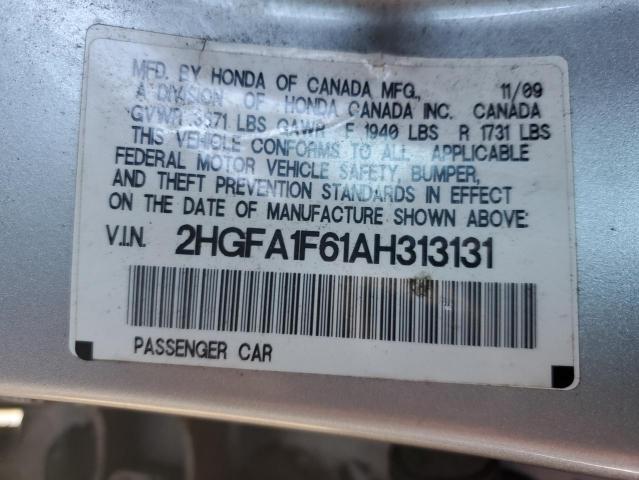 MFD. BY HONDA OF CANADA MFG., 11/09
A DIVISION OF HONDA CANADA INC. CANADA
GVWR 3671 LBS GAWR F 1940 LBS R 1731 LBS
THIS VEHICLE CONFORMS TO ALL APPLICABLE
FEDERAL MOTOR VEHICLE SAFETY, BUMPER,
AND THEFT PREVENTION STANDARDS IN EFFECT
ON THE DATE OF MANUFACTURE SHOWN ABOVE:
V.I.N. 2HGFA1F61AH313131
PASSENGER CAR